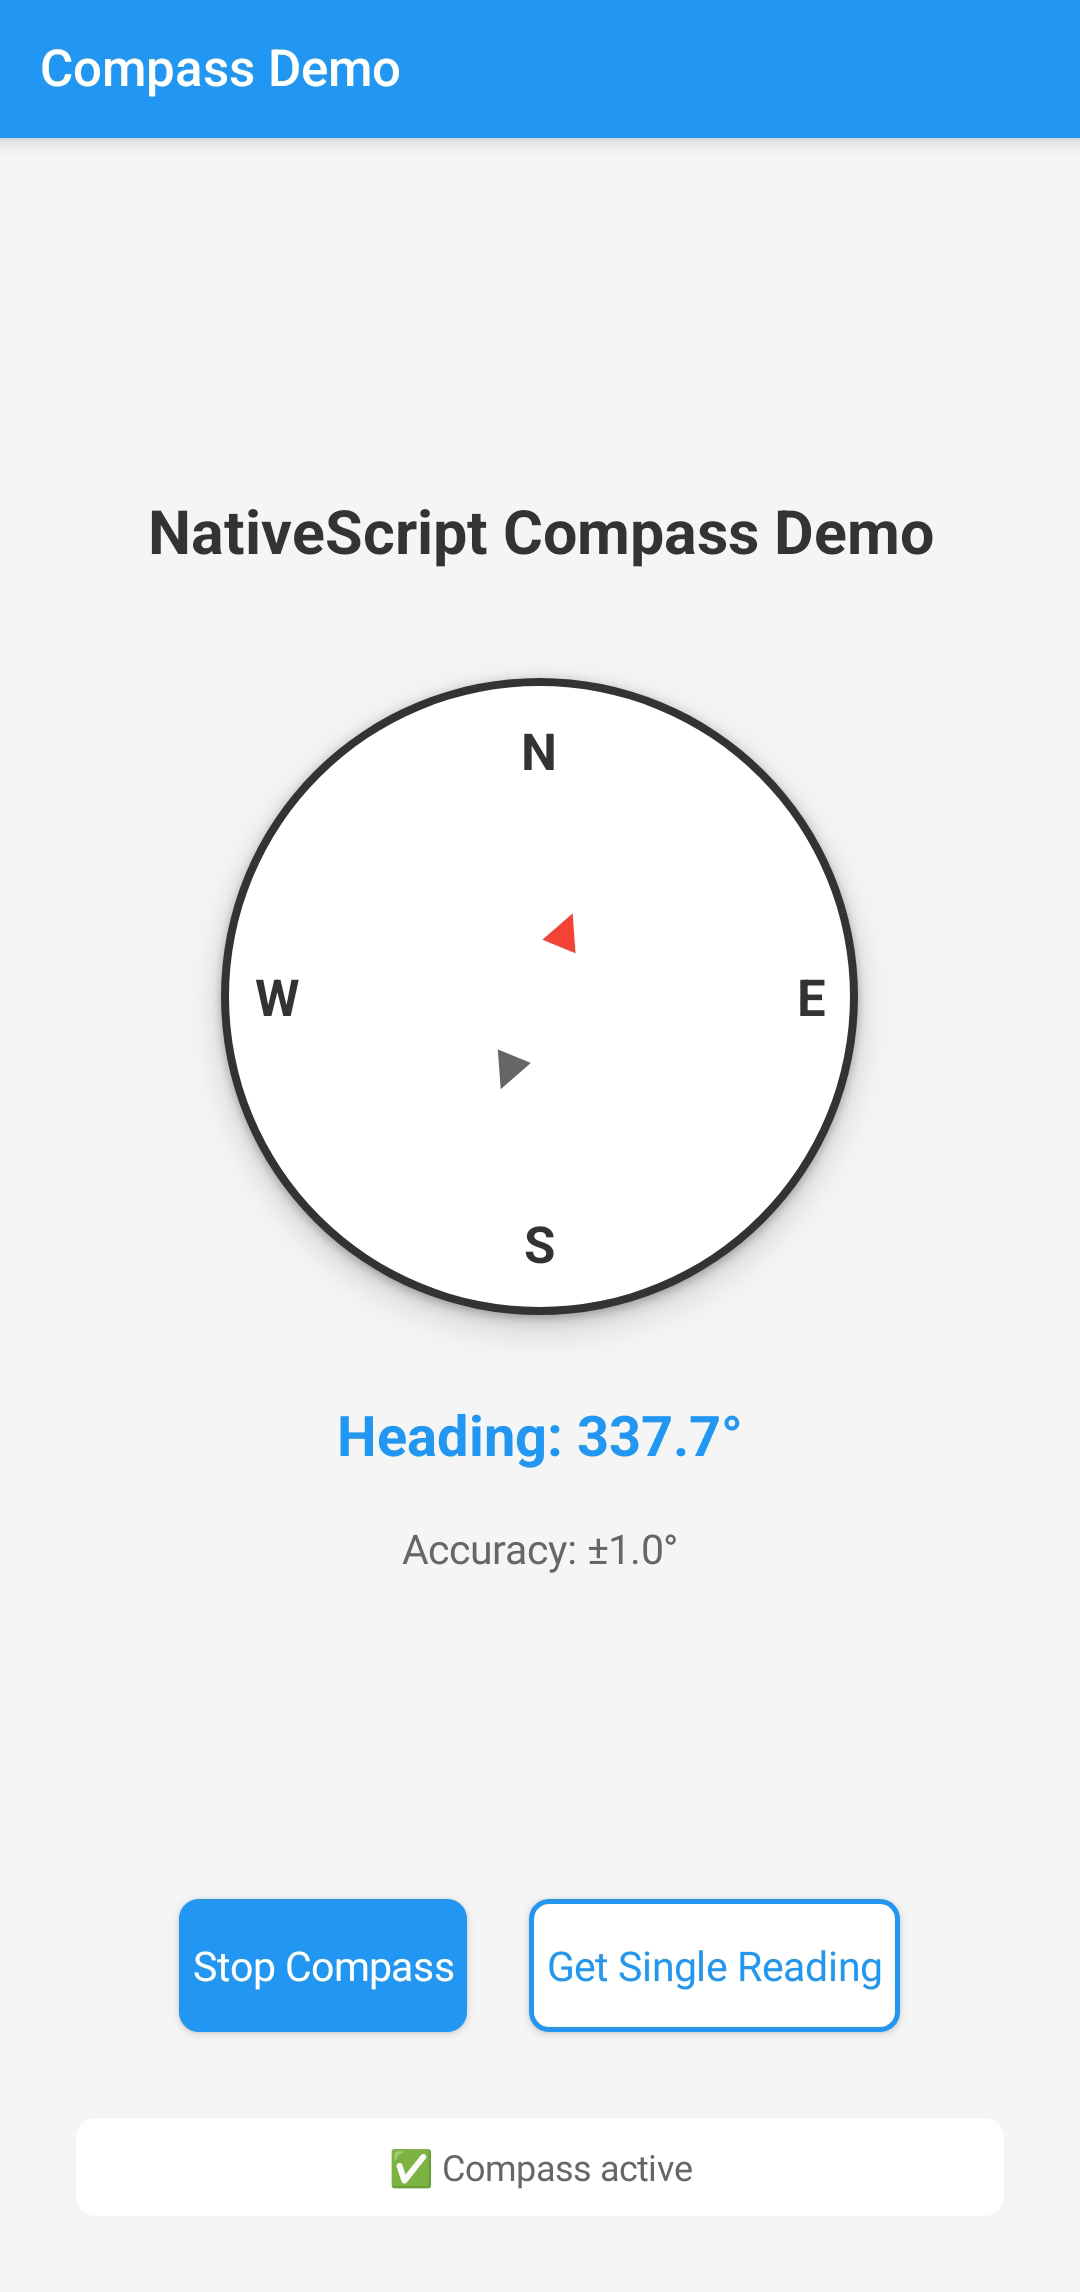 Compass Demo
NativeScript Compass Demo
N
W
E
S
Heading: 337.7°
Accuracy: ±1.0°
Stop Compass
Get Single Reading
✅ Compass active